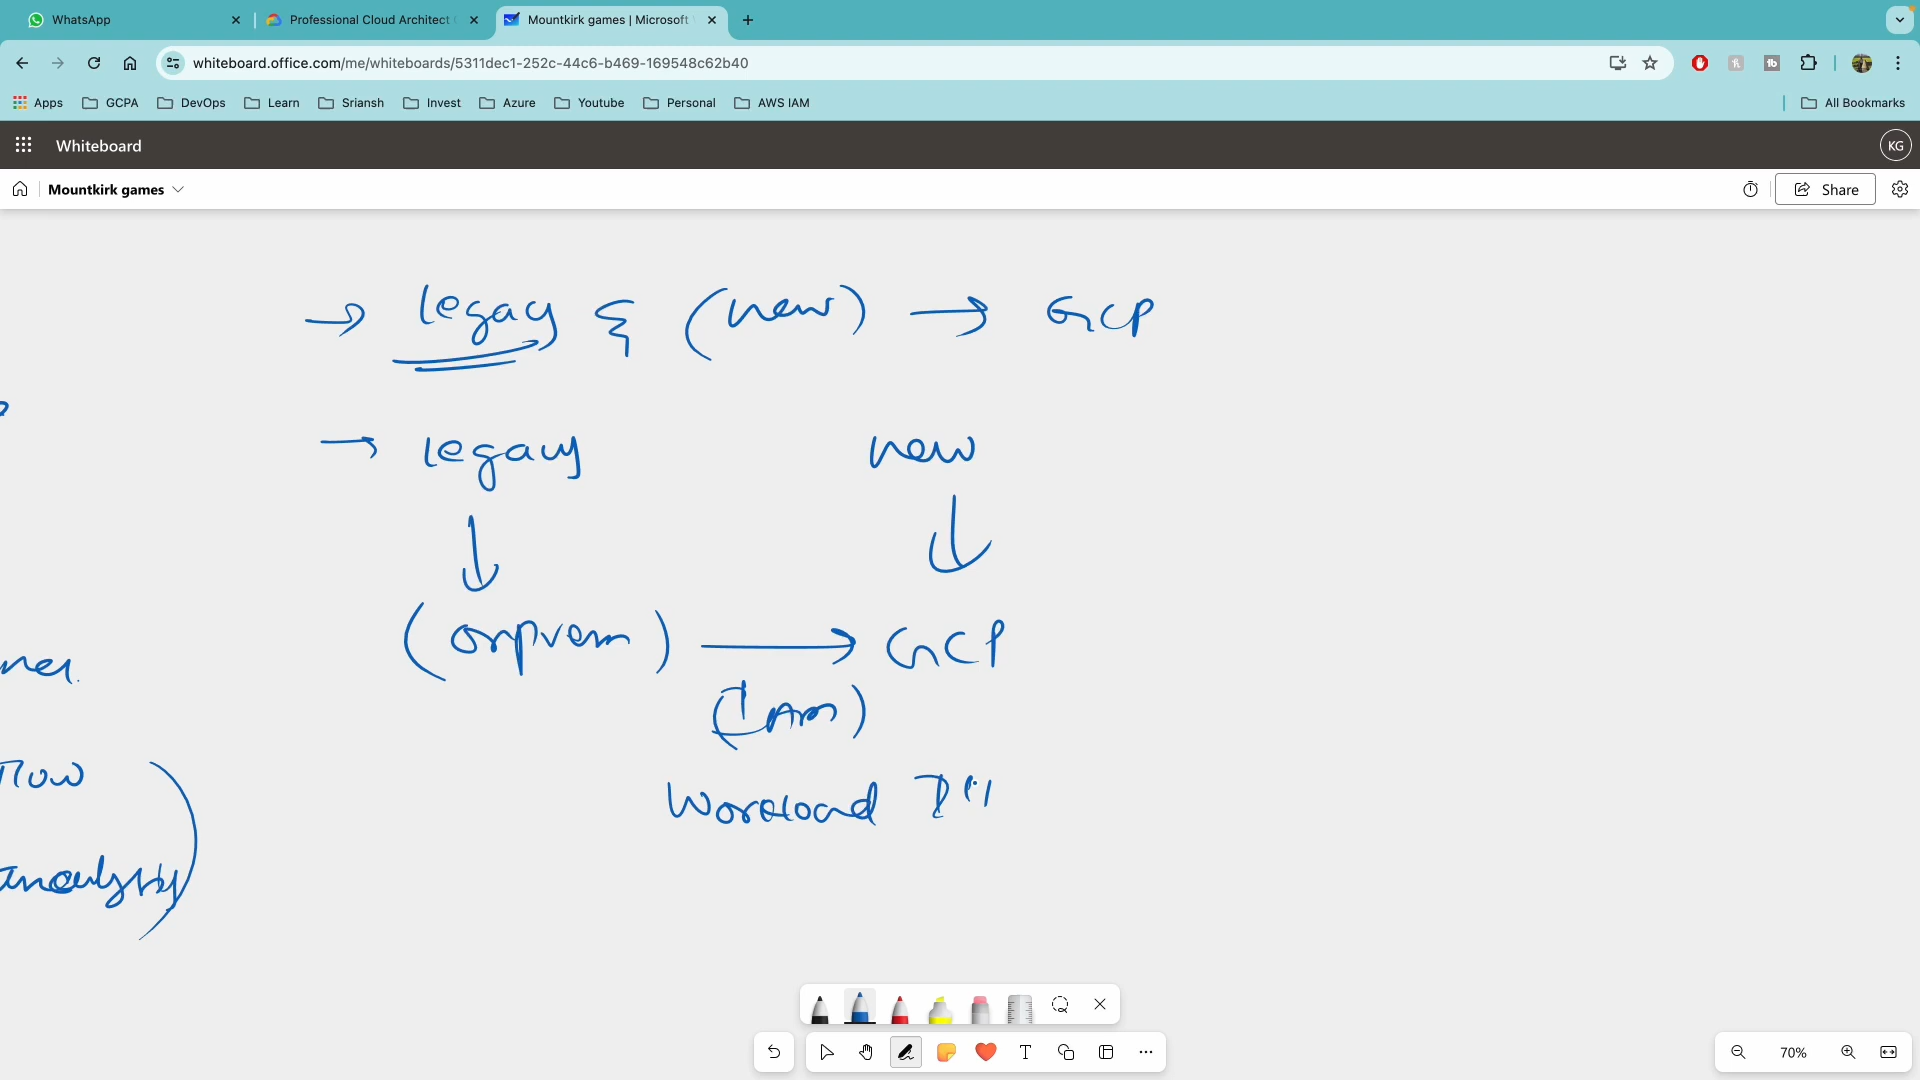 WhatsApp
Professional Cloud Architect
Mountkirk games | Microsoft
whiteboard.office.com/me/whiteboards/5311dec1-252c-44c6-b469-169548c62b40
Apps GCPA DevOps Learn Sriansh Invest Azure Youtube Personal AWS IAM All Bookmarks
Whiteboard KG
Mountkirk games Share
→ legacy & (new) → GCP
→ legacy new
(onprem) → GCP
(IAM)
Workload
70%